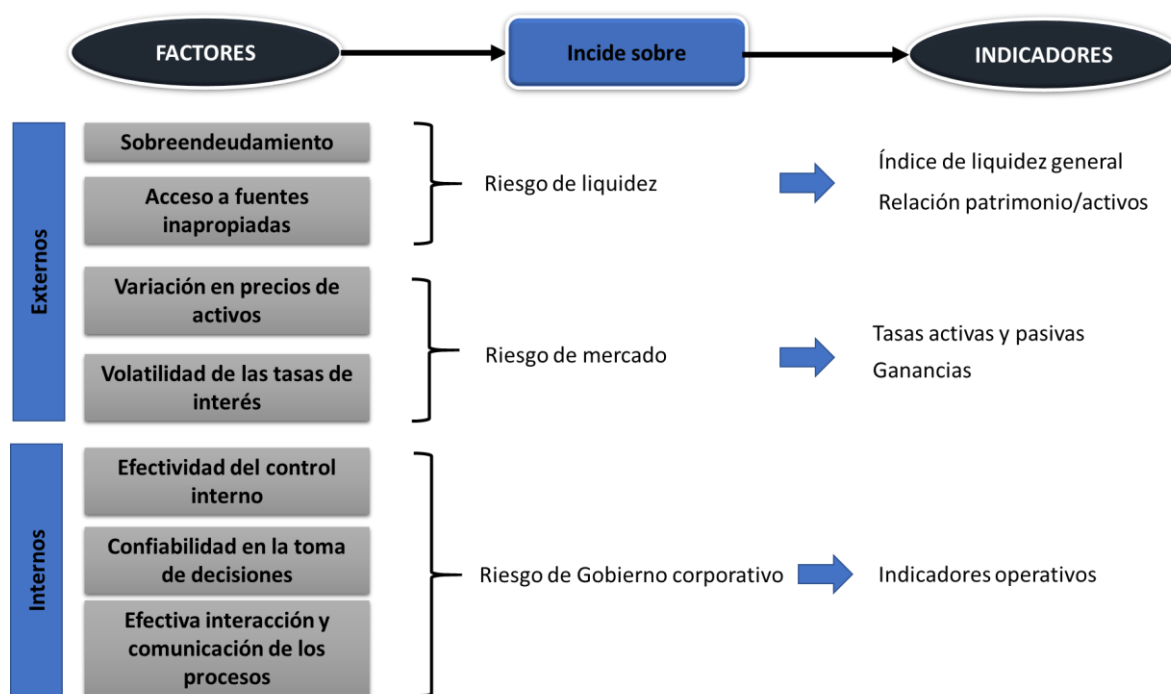 FACTORES
Incide sobre
INDICADORES
Externos
Sobreendeudamiento
Acceso a fuentes
inapropiadas
Riesgo de liquidez
Índice de liquidez general
Relación patrimonio/activos
Variación en precios de
activos
Volatilidad de las tasas de
interés
Riesgo de mercado
Tasas activas y pasivas
Ganancias
Internos
Efectividad del control
interno
Confiabilidad en la toma
de decisiones
Efectiva interacción y
comunicación de los
procesos
Riesgo de Gobierno corporativo
Indicadores operativos